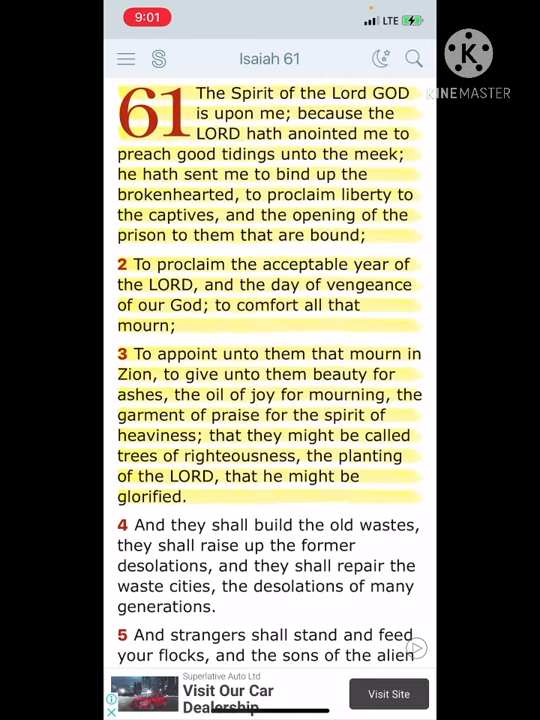 9:01
LTE
S
Isaiah 61
KINEMASTER
61 The Spirit of the Lord GOD
is upon me; because the
LORD hath anointed me to
preach good tidings unto the meek;
he hath sent me to bind up the
brokenhearted, to proclaim liberty to
the captives, and the opening of the
prison to them that are bound;
2 To proclaim the acceptable year of
the LORD, and the day of vengeance
of our God; to comfort all that
mourn;
3 To appoint unto them that mourn in
Zion, to give unto them beauty for
ashes, the oil of joy for mourning, the
garment of praise for the spirit of
heaviness; that they might be called
trees of righteousness, the planting
of the LORD, that he might be
glorified.
4 And they shall build the old wastes,
they shall raise up the former
desolations, and they shall repair the
waste cities, the desolations of many
generations.
5 And strangers shall stand and feed
your flocks, and the sons of the alien
Superlative Auto Ltd
Visit Our Car
Dealership
Visit Site